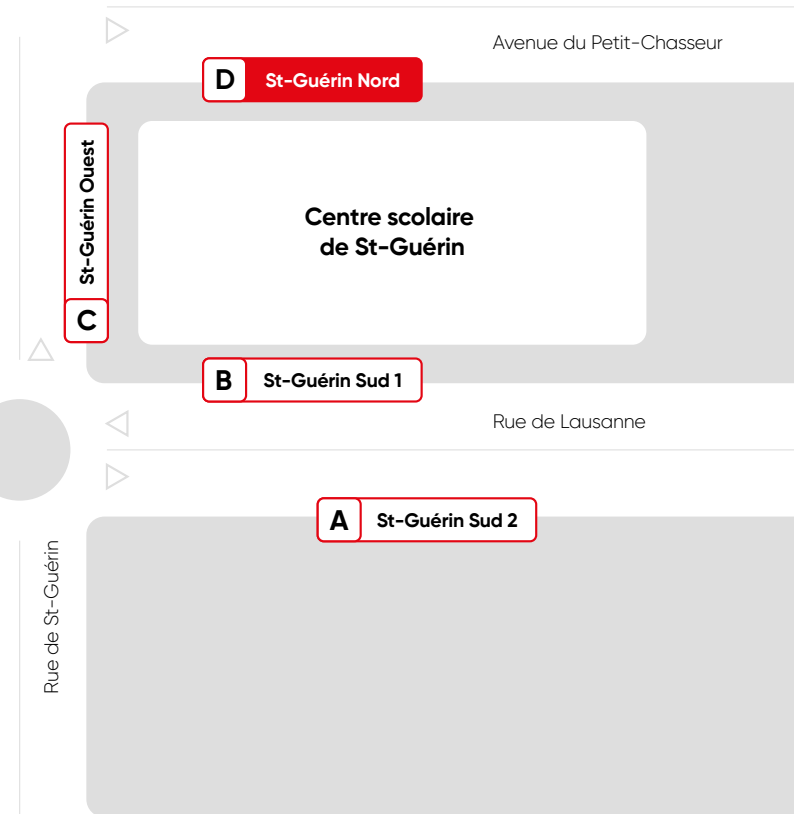 Avenue du Petit-Chasseur
D St-Guérin Nord
St-Guérin Ouest
C
Centre scolaire
de St-Guérin
B St-Guérin Sud 1
Rue de Lausanne
A St-Guérin Sud 2
Rue de St-Guérin